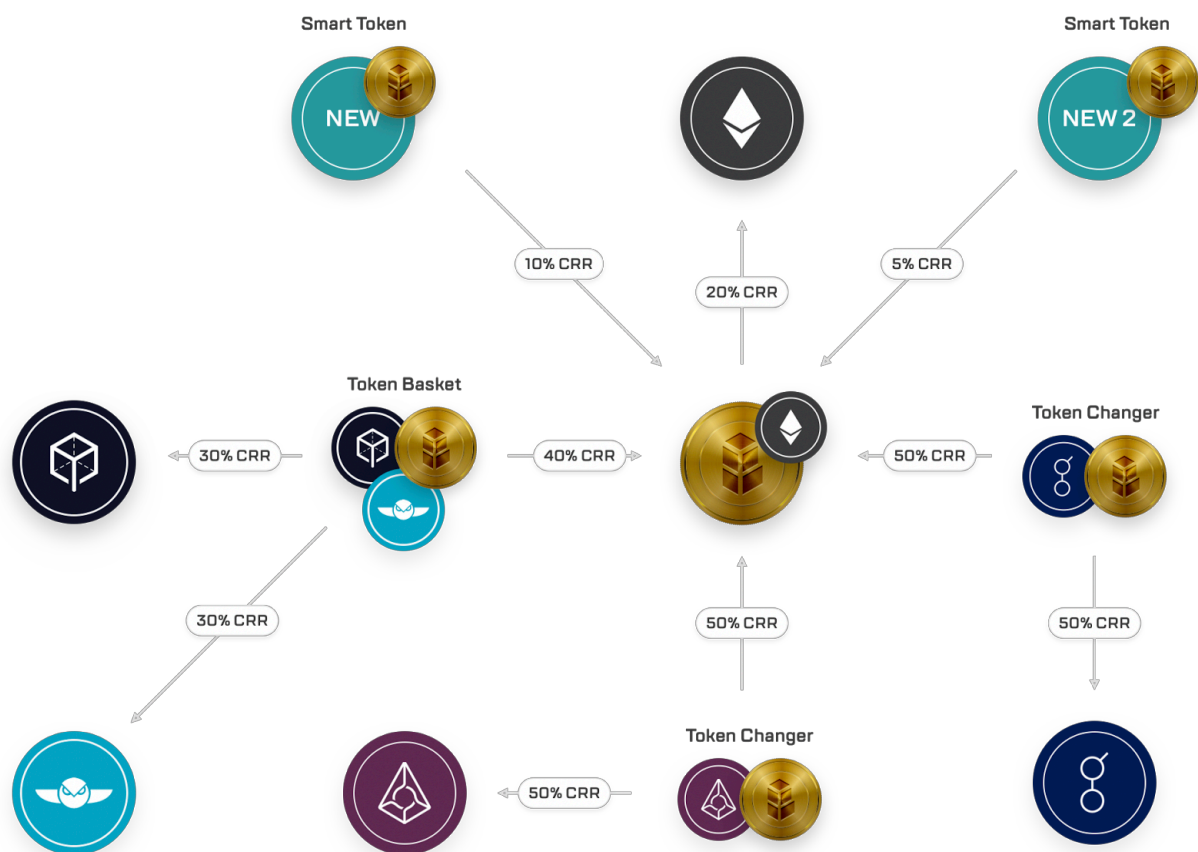 Smart Token
Smart Token
NEW
NEW 2
10% CRR
5% CRR
20% CRR
Token Basket
Token Changer
30% CRR
40% CRR
50% CRR
30% CRR
50% CRR
50% CRR
Token Changer
50% CRR